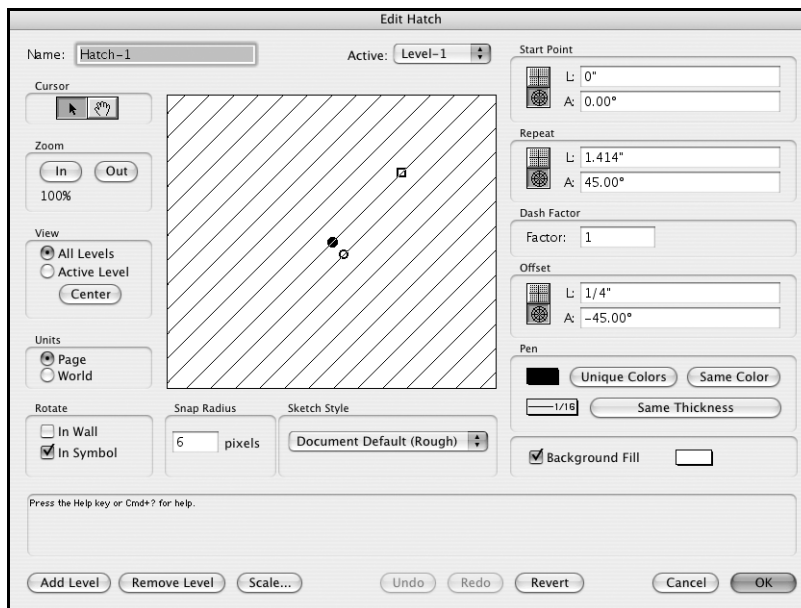 Edit Hatch
Name: Hatch-1
Active: Level-1
Cursor
Zoom
In Out
100%
View
All Levels
Active Level
Center
Units
Page
World
Rotate
In Wall
In Symbol
Snap Radius
6 pixels
Sketch Style
Document Default (Rough)
Start Point
L: 0"
A: 0.00°
Repeat
L: 1.414"
A: 45.00°
Dash Factor
Factor: 1
Offset
L: 1/4"
A: -45.00°
Pen
Unique Colors Same Color
1/16 Same Thickness
Background Fill
Press the Help key or Cmd+? for help.
Add Level Remove Level Scale... Undo Redo Revert Cancel OK